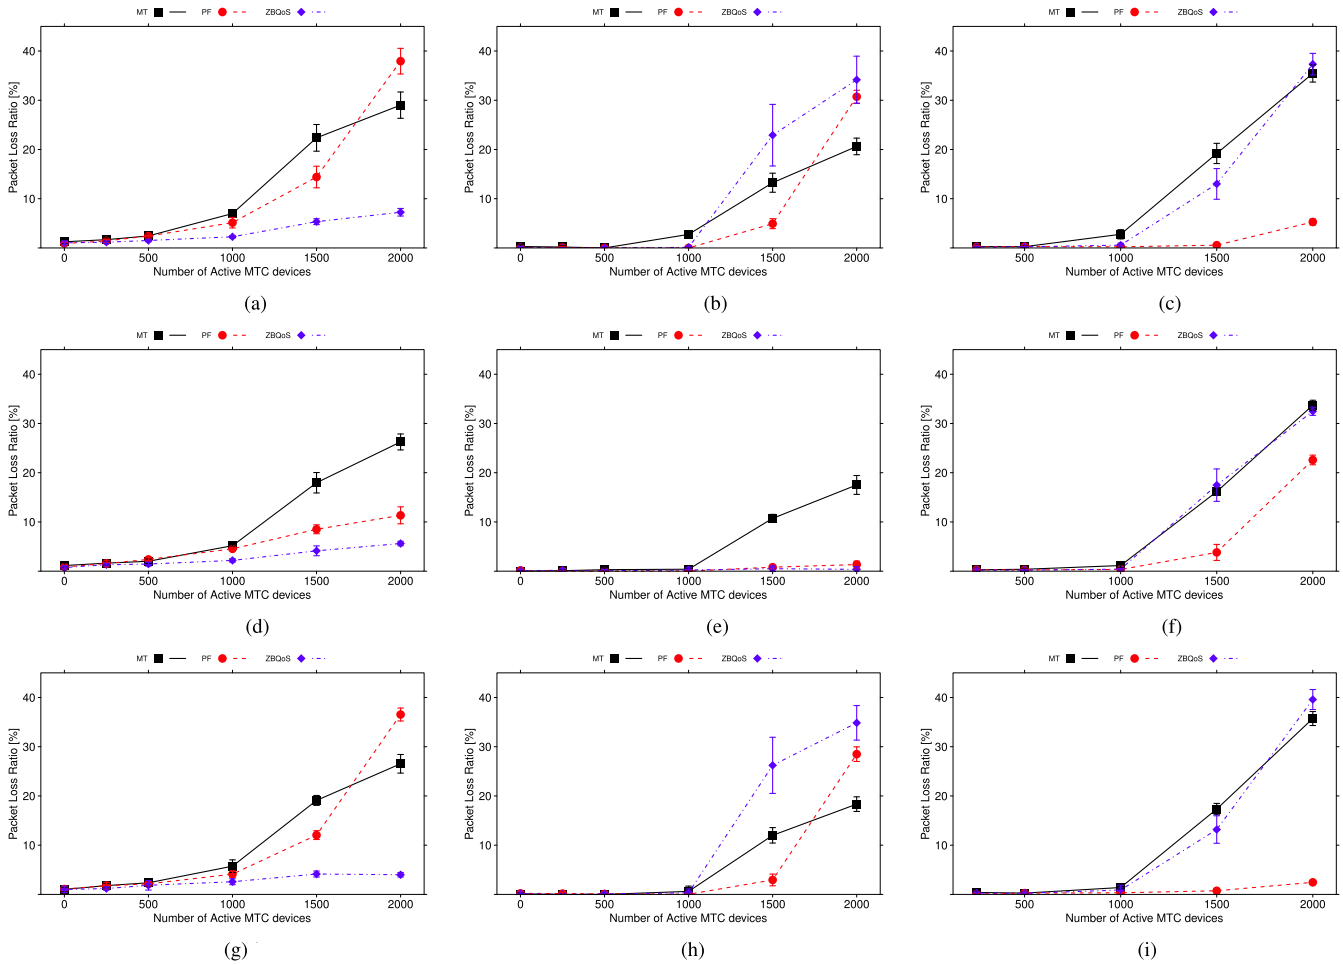 MT PF ZBQoS MT PF ZBQoS MT PF ZBQoS
Packet Loss Ratio [%] Packet Loss Ratio [%] Packet Loss Ratio [%]
40 40 40
30 30 30
20 20 20
10 10 10
0 500 1000 1500 2000 0 500 1000 1500 2000 500 1000 1500 2000
Number of Active MTC devices Number of Active MTC devices Number of Active MTC devices
(a) (b) (c)
MT PF ZBQoS MT PF ZBQoS MT PF ZBQoS
Packet Loss Ratio [%] Packet Loss Ratio [%] Packet Loss Ratio [%]
40 40 40
30 30 30
20 20 20
10 10 10
0 500 1000 1500 2000 0 500 1000 1500 2000 500 1000 1500 2000
Number of Active MTC devices Number of Active MTC devices Number of Active MTC devices
(d) (e) (f)
MT PF ZBQoS MT PF ZBQoS MT PF ZBQoS
Packet Loss Ratio [%] Packet Loss Ratio [%] Packet Loss Ratio [%]
40 40 40
30 30 30
20 20 20
10 10 10
0 500 1000 1500 2000 0 500 1000 1500 2000 500 1000 1500 2000
Number of Active MTC devices Number of Active MTC devices Number of Active MTC devices
(g) (h) (i)